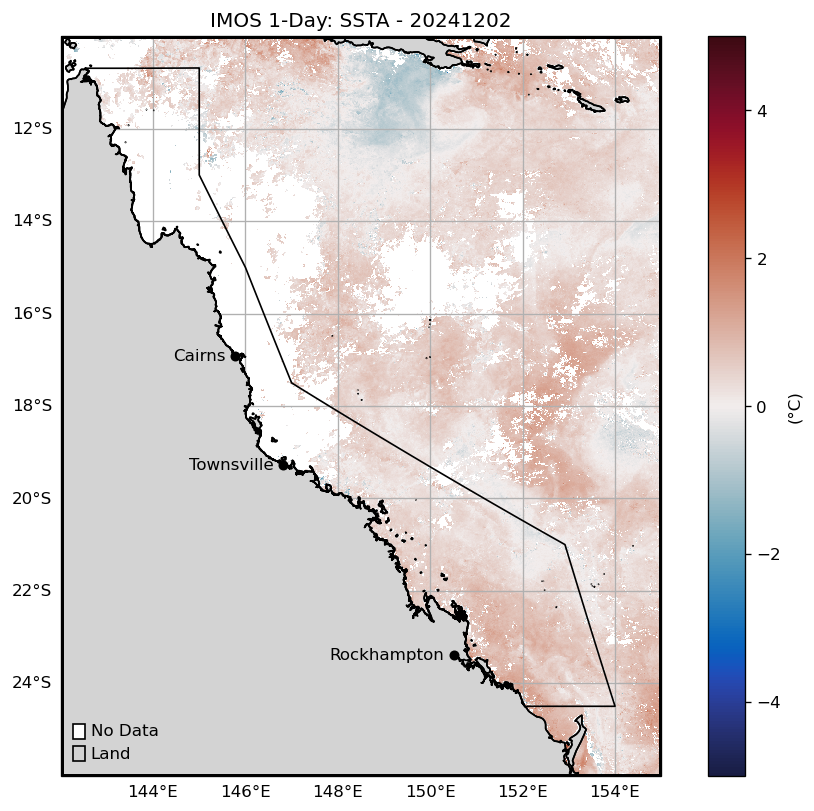 IMOS 1-Day: SSTA - 20241202
12°S
14°S
16°S
18°S
20°S
22°S
24°S
Cairns
Townsville
Rockhampton
No Data
Land
144°E
146°E
148°E
150°E
152°E
154°E
4
2
0
−2
−4
(°C)